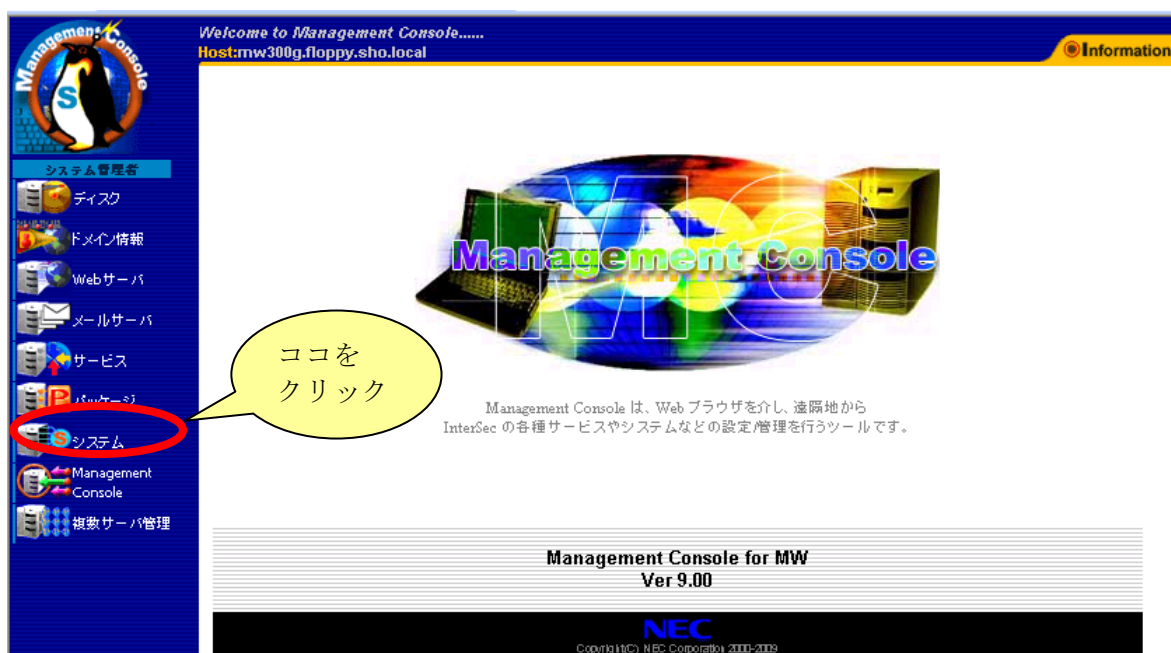 Management Console
Welcome to Management Console......
Host:mw300g.floppy.sho.local
Information
S
システム管理者
ディスク
ドメイン情報
Webサーバ
メールサーバ
サービス
パッケージ
システム
Management
Console
複数サーバ管理
ココを
クリック
MC
Management Console
Management Console は、Web ブラウザを介し、遠隔地から
InterSec の各種サービスやシステムなどの設定/管理を行うツールです。
Management Console for MW
Ver 9.00
NEC
Copyright(C) NEC Corporation 2000-2009